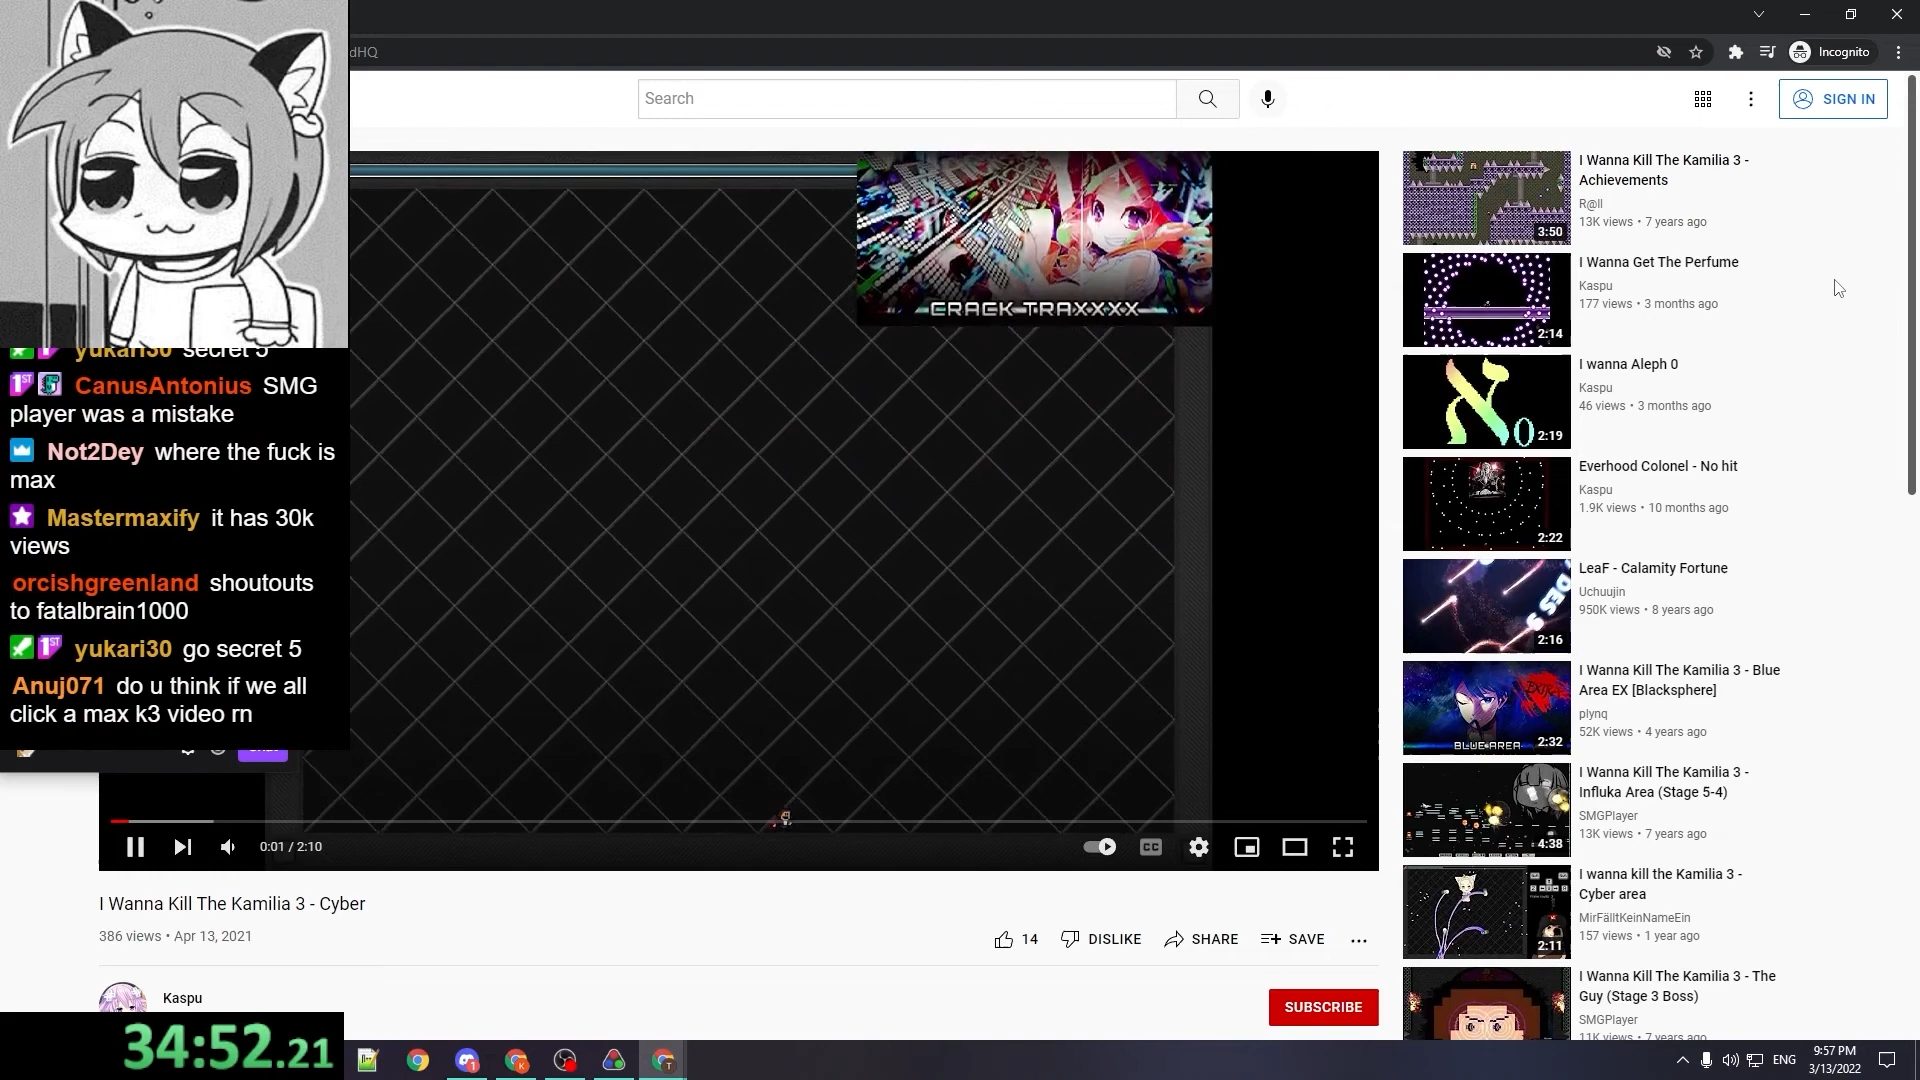 dHQ
Incognito
Search
SIGN IN
yukari30 secret 5
CanusAntonius SMG
player was a mistake
Not2Dey where the fuck is
max
Mastermaxify it has 30k
views
orcishgreenland shoutouts
to fatalbrain1000
yukari30 go secret 5
Anuj071 do u think if we all
click a max k3 video rn
Chat
CRACK TRAXXXX
0:01 / 2:10
CC
I Wanna Kill The Kamilia 3 - Cyber
386 views • Apr 13, 2021
14
DISLIKE
SHARE
SAVE
Kaspu
SUBSCRIBE
I Wanna Kill The Kamilia 3 -
Achievements
R@ll
13K views • 7 years ago
3:50
I Wanna Get The Perfume
Kaspu
177 views • 3 months ago
2:14
I wanna Aleph 0
Kaspu
46 views • 3 months ago
2:19
Everhood Colonel - No hit
Kaspu
1.9K views • 10 months ago
2:22
LeaF - Calamity Fortune
Uchuujin
950K views • 8 years ago
2:16
I Wanna Kill The Kamilia 3 - Blue
Area EX [Blacksphere]
plynq
52K views • 4 years ago
BLUE AREA
2:32
I Wanna Kill The Kamilia 3 -
Influka Area (Stage 5-4)
SMGPlayer
13K views • 7 years ago
4:38
I wanna kill the Kamilia 3 -
Cyber area
MirFälltKeinNameEin
157 views • 1 year ago
2:11
I Wanna Kill The Kamilia 3 - The
Guy (Stage 3 Boss)
SMGPlayer
11K views • 7 years ago
34:52.21
ENG
9:57 PM
3/13/2022